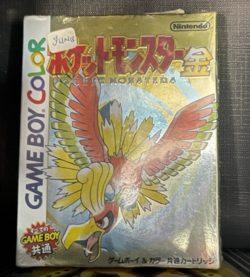 Nintendo
YUNG
ポケットモンスター金
POCKET MONSTERS
GAME BOY COLOR
GAME BOY
共通
ゲームボーイ&カラー共通カートリッジ